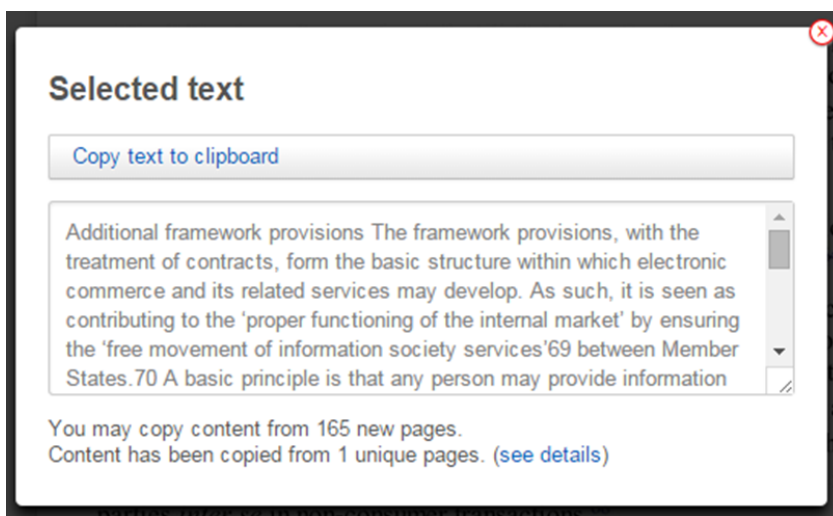 X
Selected text
Copy text to clipboard
Additional framework provisions The framework provisions, with the
treatment of contracts, form the basic structure within which electronic
commerce and its related services may develop. As such, it is seen as
contributing to the ‘proper functioning of the internal market’ by ensuring
the ‘free movement of information society services’69 between Member
States.70 A basic principle is that any person may provide information
You may copy content from 165 new pages.
Content has been copied from 1 unique pages. (see details)